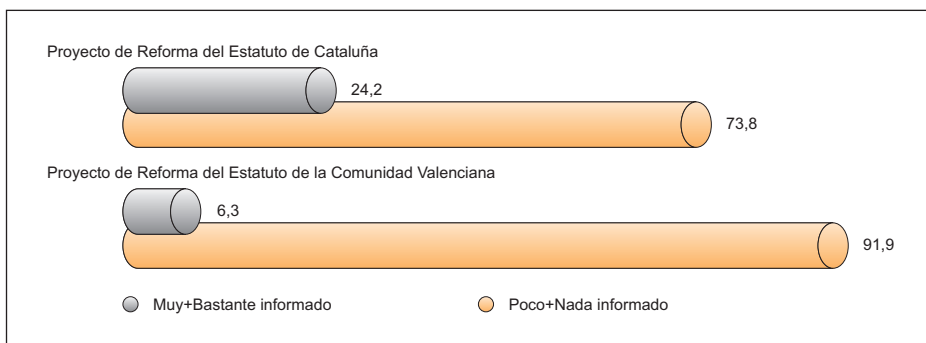 Proyecto de Reforma del Estatuto de Cataluña
24,2
73,8
Proyecto de Reforma del Estatuto de la Comunidad Valenciana
6,3
91,9
Muy+Bastante informado
Poco+Nada informado